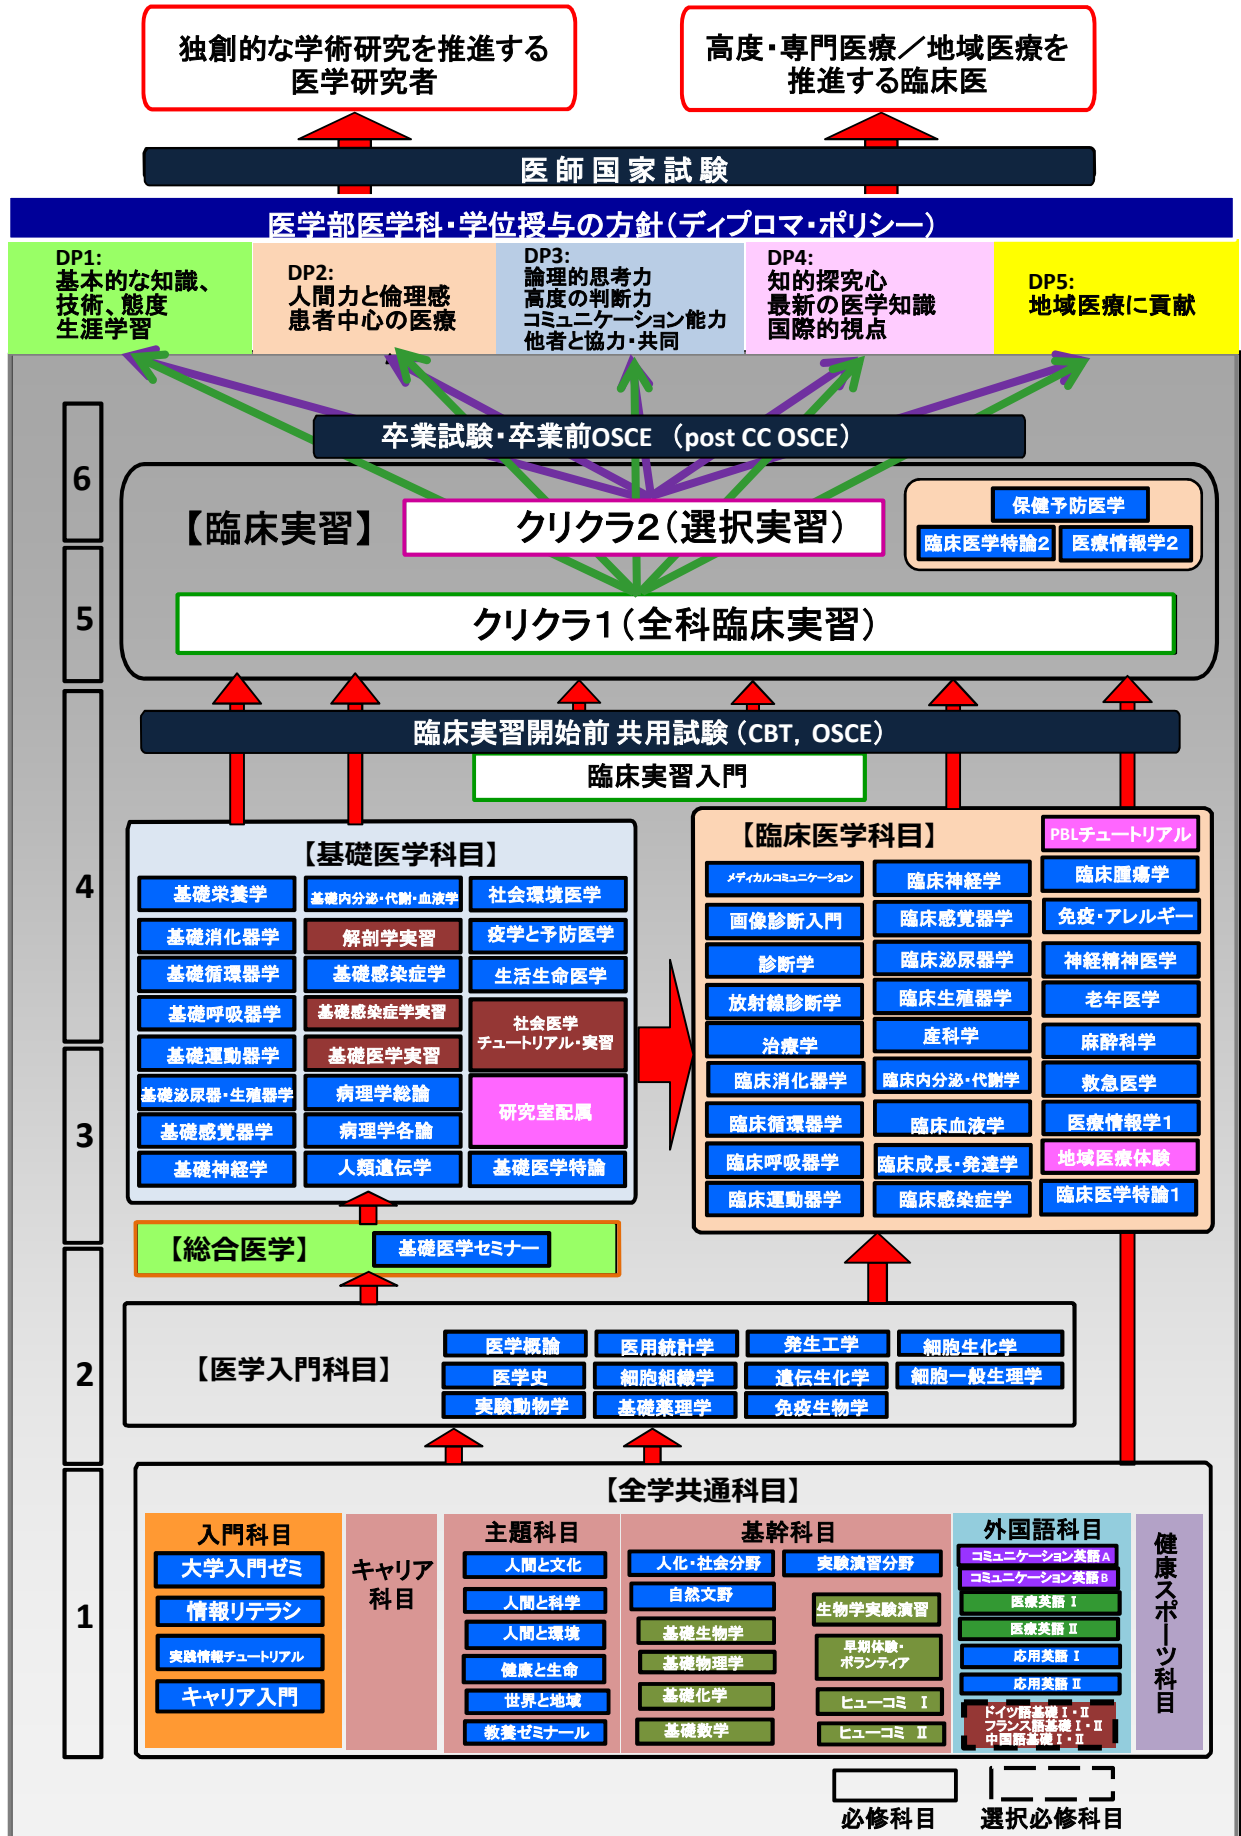 独創的な学術研究を推進する
医学研究者
高度・専門医療／地域医療を
推進する臨床医
医師国家試験
医学部医学科・学位授与の方針（ディプロマ・ポリシー）
DP1:
基本的な知識、
技術、態度
生涯学習
DP2:
人間力と倫理感
患者中心の医療
DP3:
論理的思考力
高度の判断力
コミュニケーション能力
他者と協力・共同
DP4:
知的探究心
最新の医学知識
国際的視点
DP5:
地域医療に貢献
卒業試験・卒業前OSCE （post CC OSCE）
6
【臨床実習】
クリクラ２（選択実習）
保健予防医学
臨床医学特論2
医療情報学2
5
クリクラ１（全科臨床実習）
臨床実習開始前 共用試験（CBT，OSCE）
臨床実習入門
4
【基礎医学科目】
基礎栄養学
基礎消化器学
基礎循環器学
基礎呼吸器学
基礎運動器学
基礎泌尿器・生殖器学
基礎感覚器学
基礎神経学
基礎内分泌・代謝・血液学
解剖学実習
基礎感染症学
基礎感染症学実習
基礎医学実習
病理学総論
病理学各論
人類遺伝学
社会環境医学
疫学と予防医学
生活生命医学
社会医学
チュートリアル・実習
研究室配属
基礎医学特論
【臨床医学科目】
メディカルコミュニケーション
画像診断入門
診断学
放射線診断学
治療学
臨床消化器学
臨床循環器学
臨床呼吸器学
臨床運動器学
臨床神経学
臨床感覚器学
臨床泌尿器学
臨床生殖器学
産科学
臨床内分泌・代謝学
臨床血液学
臨床成長・発達学
臨床感染症学
PBLチュートリアル
臨床腫瘍学
免疫・アレルギー
神経精神医学
老年医学
麻酔科学
救急医学
医療情報学1
地域医療体験
臨床医学特論1
3
【総合医学】
基礎医学セミナー
2
【医学入門科目】
医学概論
医学史
実験動物学
医用統計学
細胞組織学
基礎薬理学
発生工学
遺伝生化学
免疫生物学
細胞生化学
細胞一般生理学
1
【全学共通科目】
入門科目
大学入門ゼミ
情報リテラシ
実践情報チュートリアル
キャリア入門
キャリア
科目
主題科目
人間と文化
人間と科学
人間と環境
健康と生命
世界と地域
教養ゼミナール
基幹科目
人化・社会分野
自然文野
基礎生物学
基礎物理学
基礎化学
基礎数学
実験演習分野
生物学実験演習
早期体験・
ボランティア
ヒューコミ Ⅰ
ヒューコミ Ⅱ
外国語科目
コミュニケーション英語A
コミュニケーション英語B
医療英語 Ⅰ
医療英語 Ⅱ
応用英語 Ⅰ
応用英語 Ⅱ
ドイツ語基礎Ⅰ・Ⅱ
フランス語基礎Ⅰ・Ⅱ
中国語基礎Ⅰ・Ⅱ
健康スポーツ科目
必修科目
選択必修科目